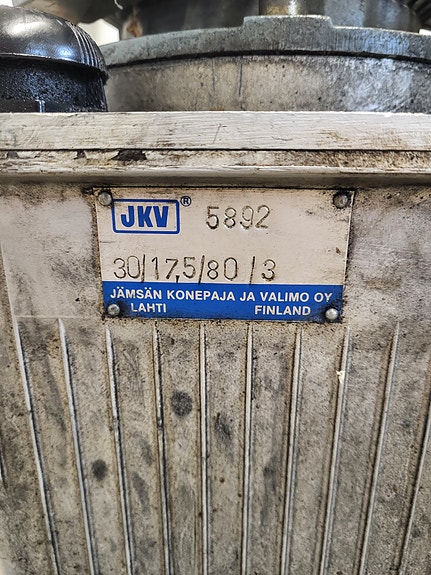 JKV® 5892
30/17,5/80/3
JÄMSÄN KONEPAJA JA VALIMO OY
LAHTI FINLAND